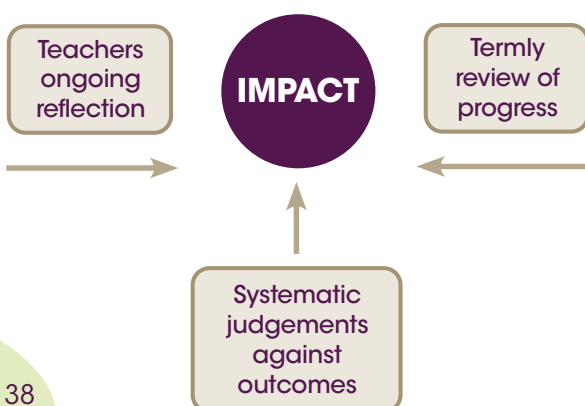 Teachers
ongoing
reflection
IMPACT
Termly
review of
progress
Systematic
judgements
against
outcomes
38